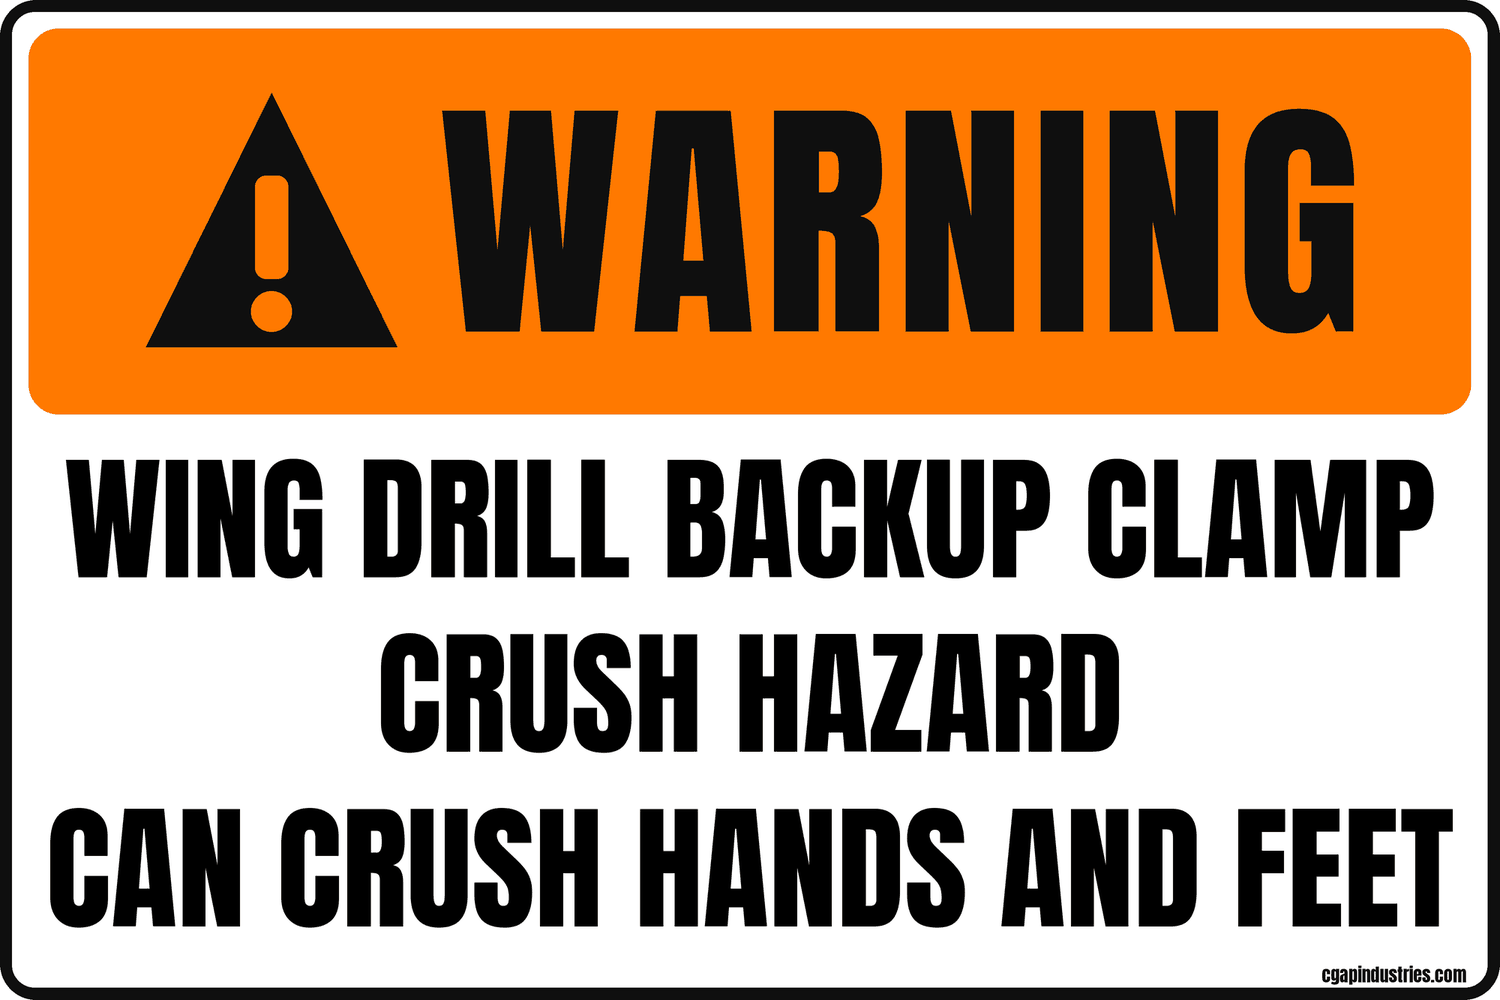 WARNING
WING DRILL BACKUP CLAMP
CRUSH HAZARD
CAN CRUSH HANDS AND FEET
cgapindustries.com